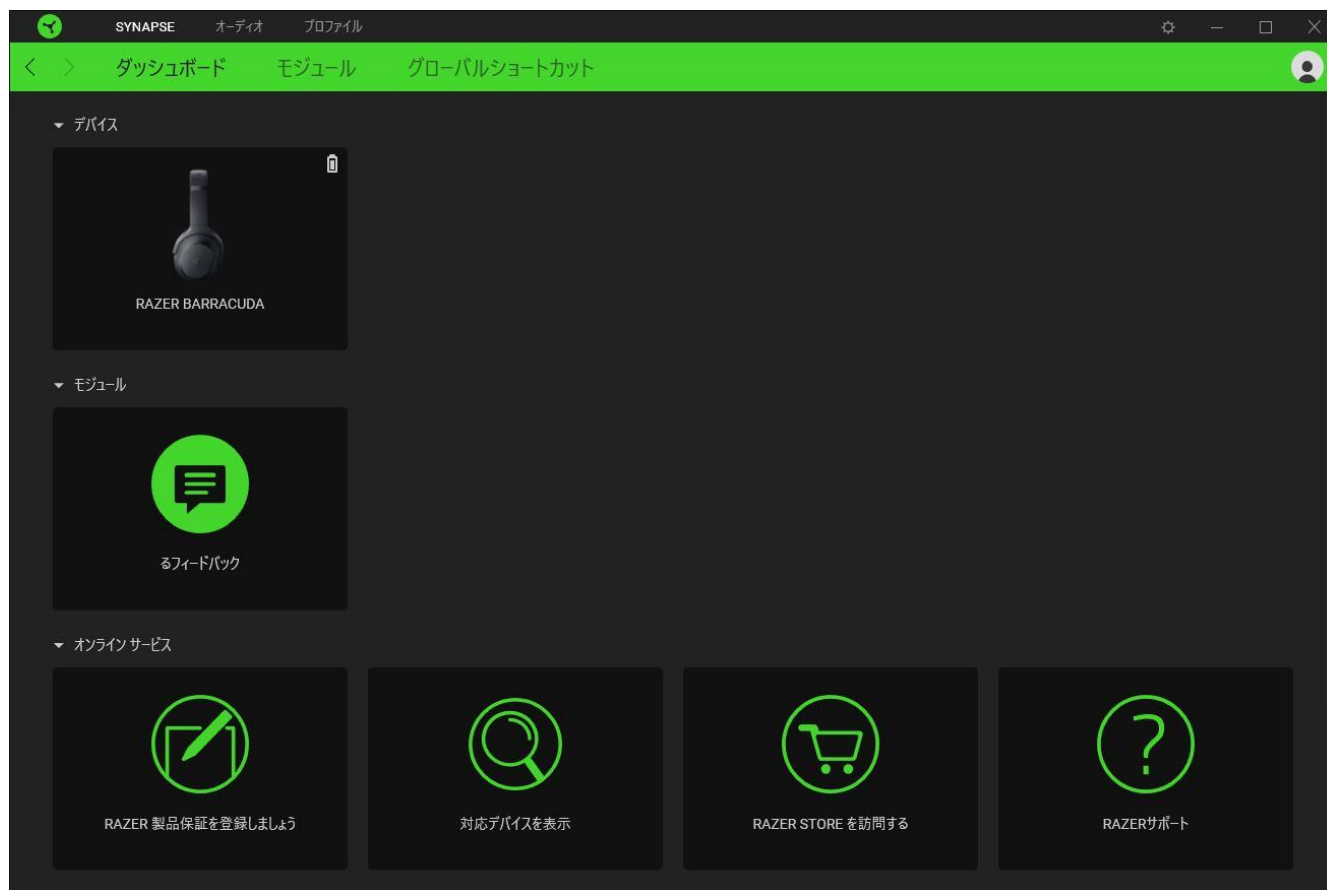 SYNAPSE オーディオ プロファイル
ダッシュボード モジュール グローバルショートカット
デバイス
RAZER BARRACUDA
モジュール
るフィードバック
オンライン サービス
RAZER 製品保証を登録しましょう
対応デバイスを表示
RAZER STORE を訪問する
RAZERサポート